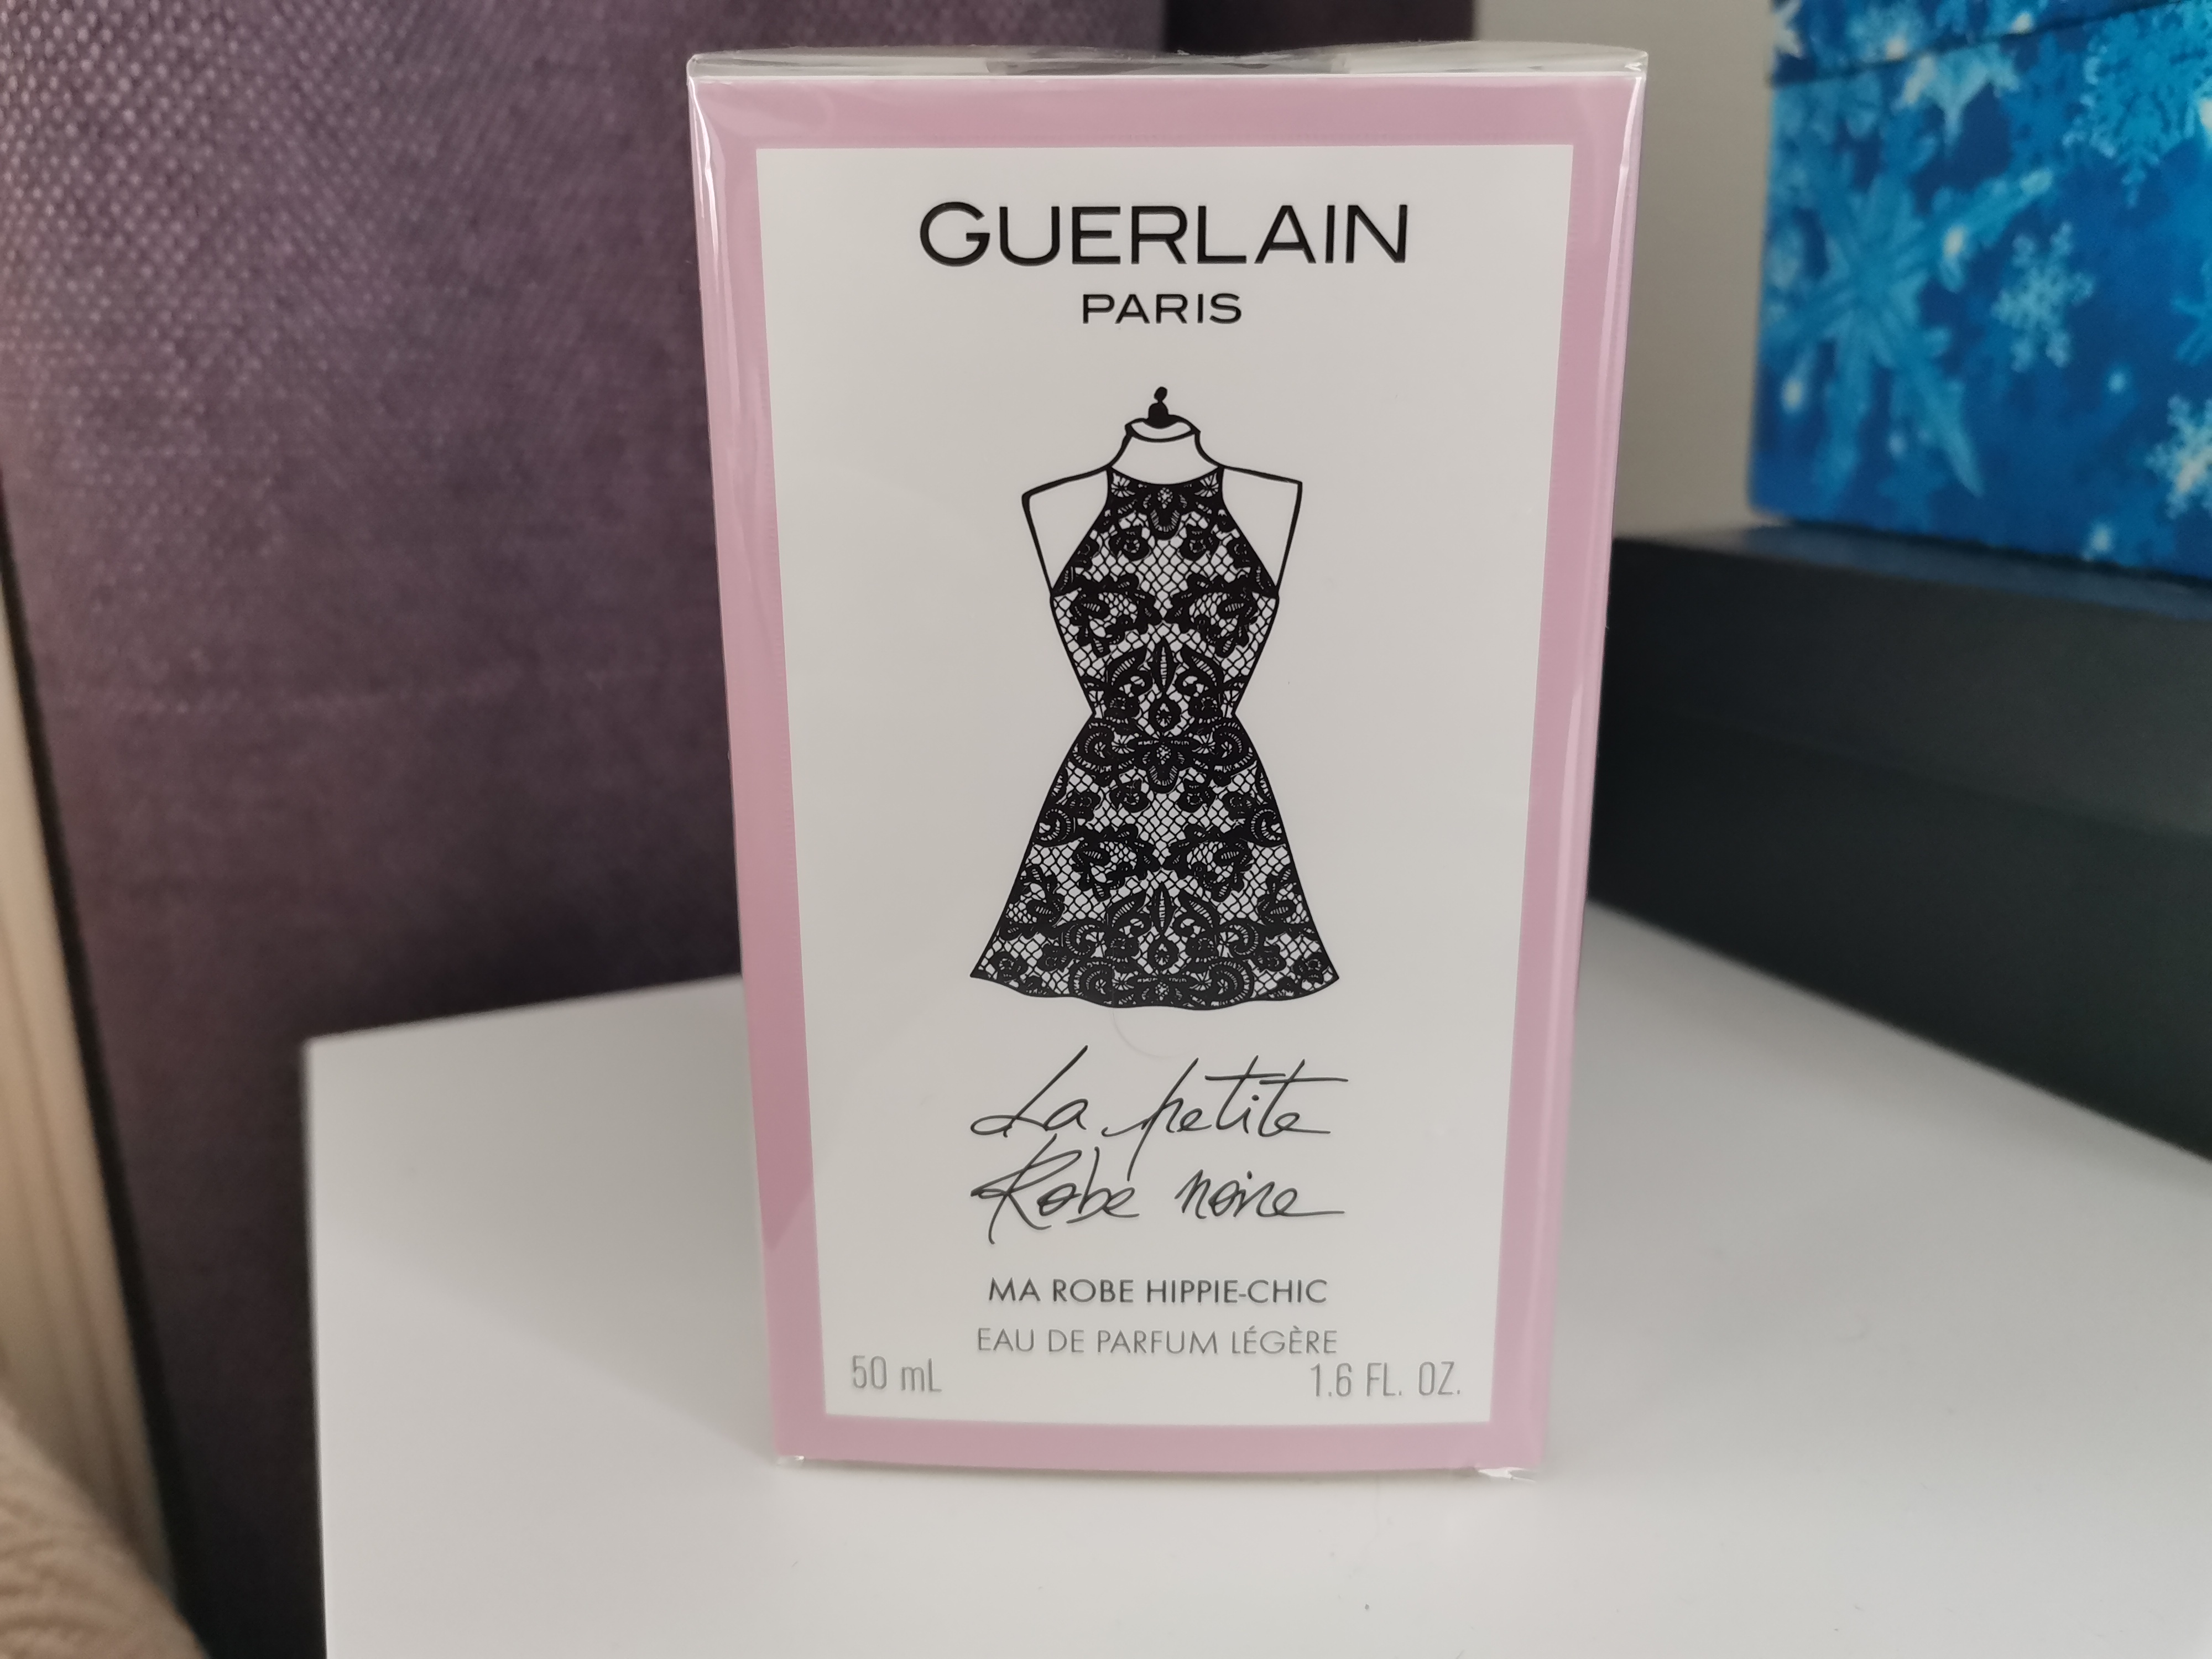 GUERLAIN
PARIS
La petite
Robe noire
MA ROBE HIPPIE-CHIC
EAU DE PARFUM LÉGÈRE
50 mL 1.6 FL. OZ.